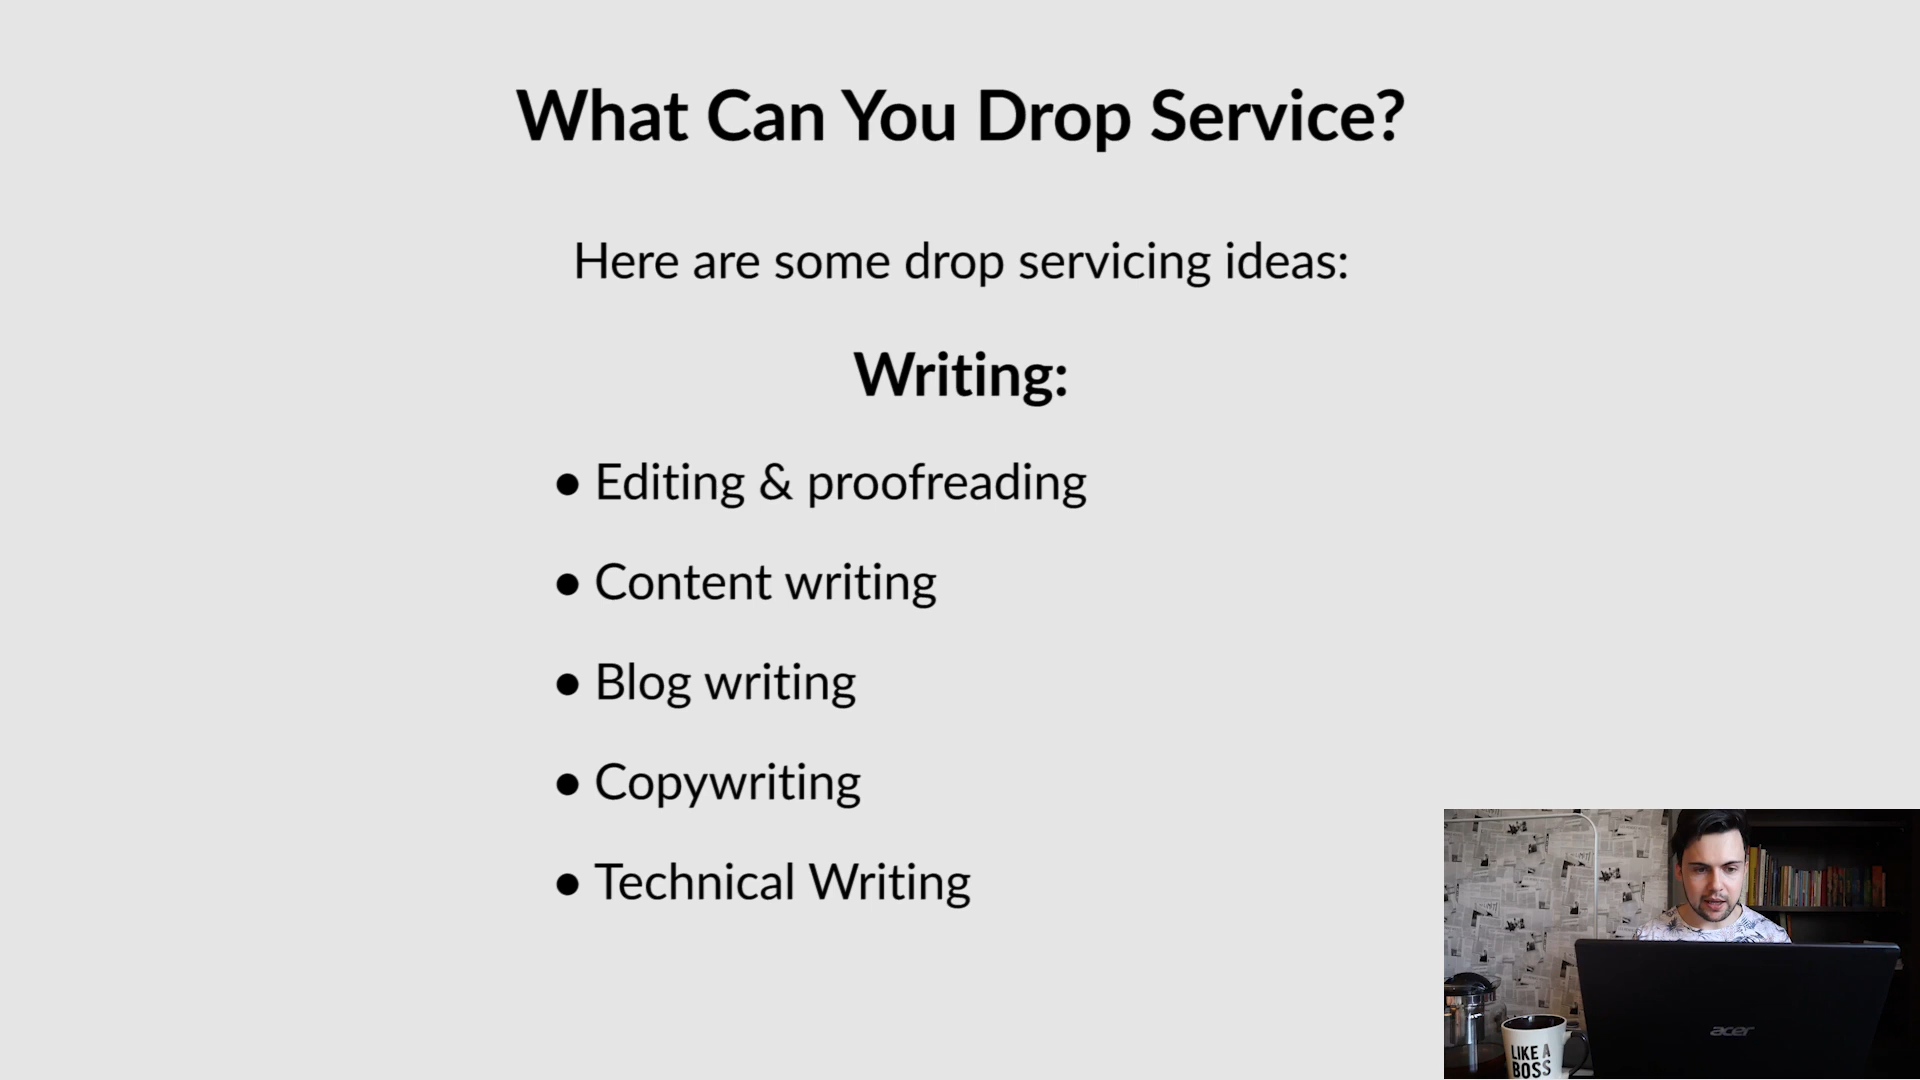 What Can You Drop Service?
Here are some drop servicing ideas:
Writing:
● Editing & proofreading
● Content writing
● Blog writing
● Copywriting
● Technical Writing
acer
LIKE A
BOSS